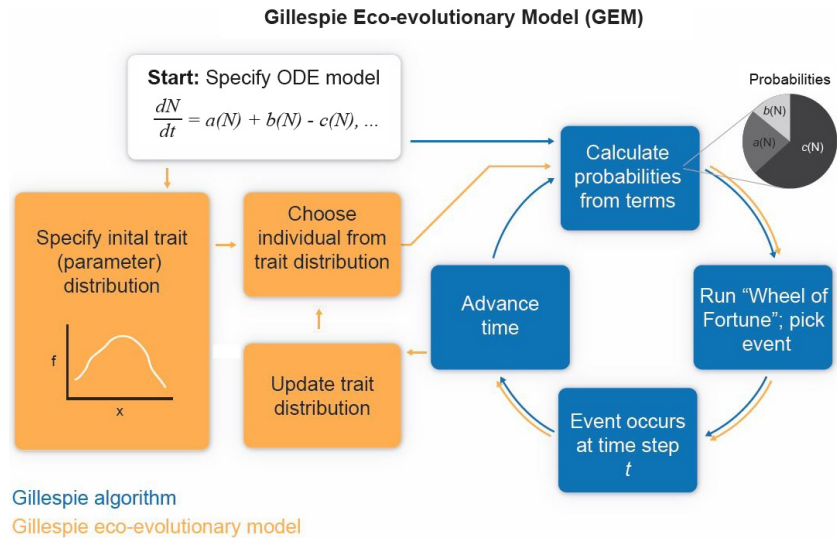 Gillespie Eco-evolutionary Model (GEM)
Start: Specify ODE model
dN/dt = a(N) + b(N) - c(N), ...
Probabilities
b(N)
a(N)
c(N)
Calculate
probabilities
from terms
Specify inital trait
(parameter)
distribution
f
x
Choose
individual from
trait distribution
Advance
time
Run “Wheel of
Fortune”; pick
event
Update trait
distribution
Event occurs
at time step
t
Gillespie algorithm
Gillespie eco-evolutionary model